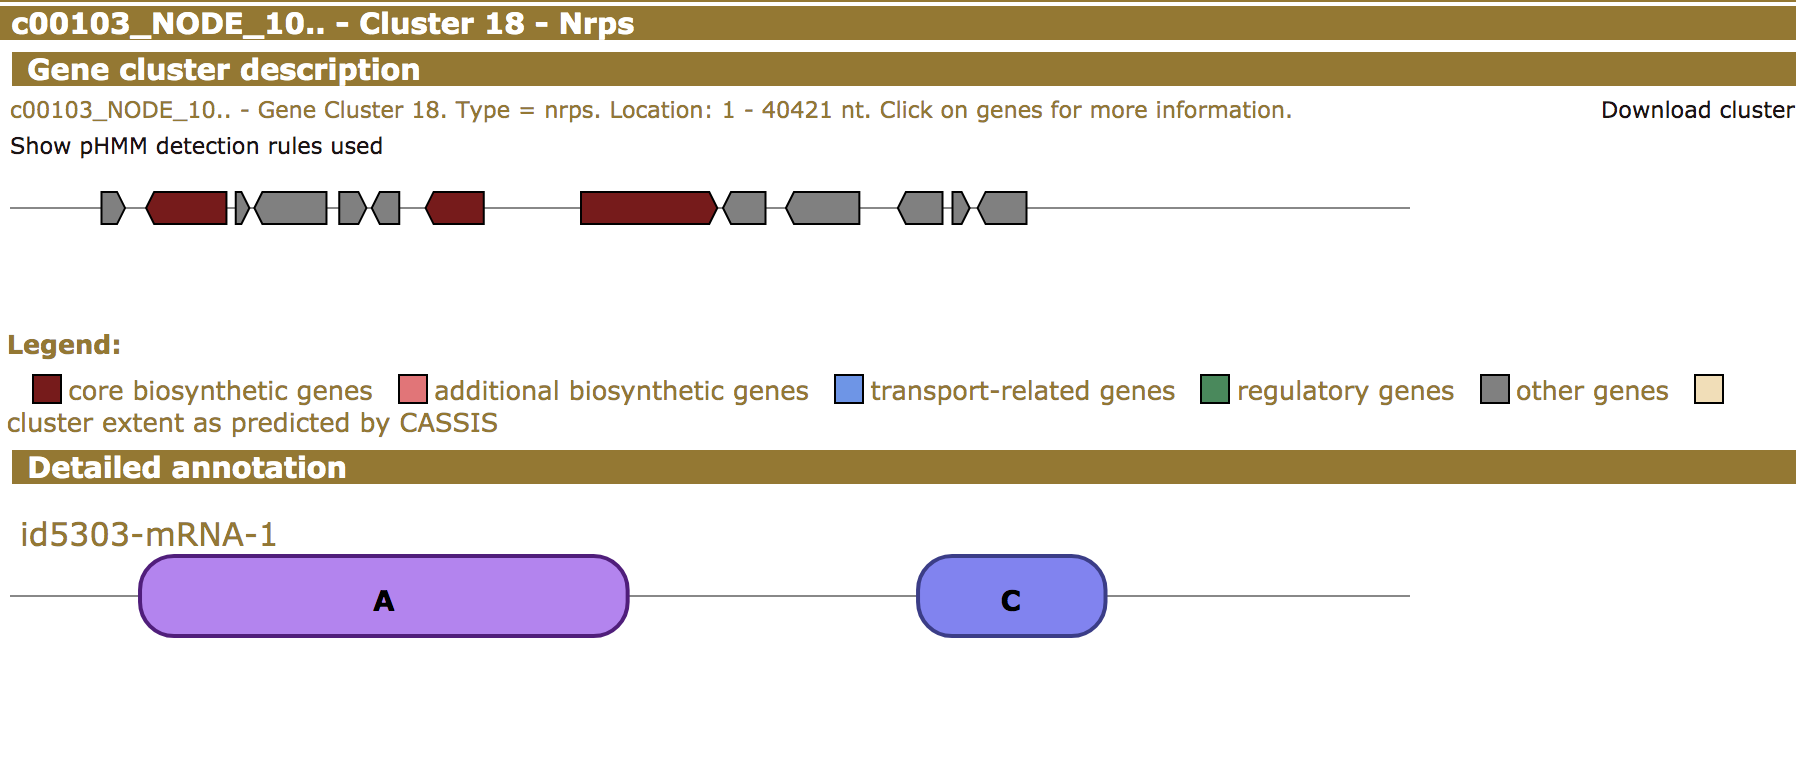 c00103_NODE_10.. - Cluster 18 - Nrps
Gene cluster description
c00103_NODE_10.. - Gene Cluster 18. Type = nrps. Location: 1 - 40421 nt. Click on genes for more information. Download cluster
Show pHMM detection rules used
Legend:
core biosynthetic genes additional biosynthetic genes transport-related genes regulatory genes other genes
cluster extent as predicted by CASSIS
Detailed annotation
id5303-mRNA-1
A C